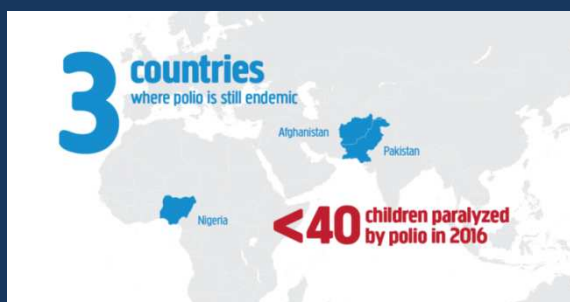 3 countries
where polio is still endemic
Afghanistan
Pakistan
Nigeria
<40 children paralyzed
by polio in 2016